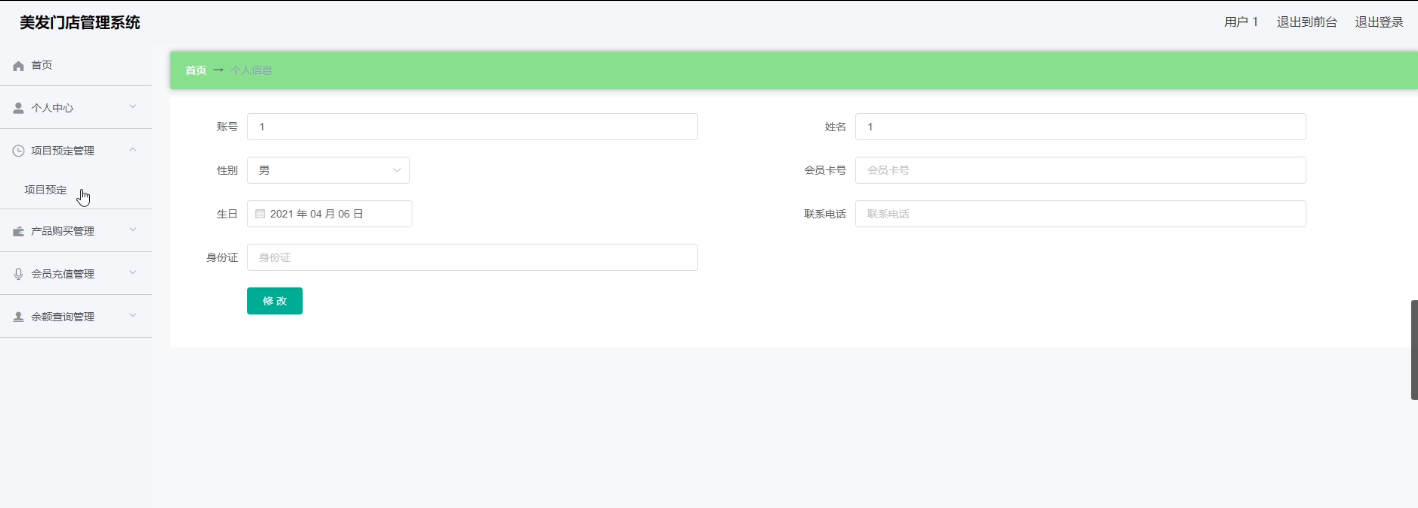 美发门店管理系统
用户 1 退出到前台 退出登录
首页
个人中心
项目预定管理
项目预定
产品购买管理
会员充值管理
余额查询管理
首页 → 个人信息
账号 1
姓名 1
性别 男
会员卡号 会员卡号
生日 2021 年 04 月 06 日
联系电话 联系电话
身份证 身份证
修 改